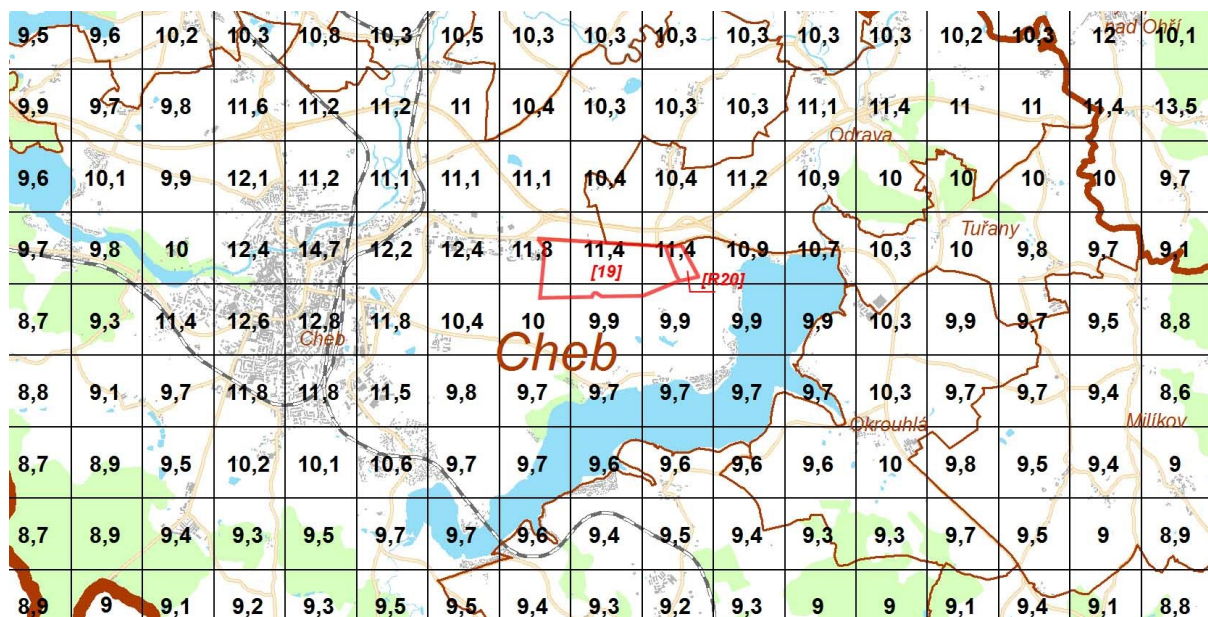 nad Ohří
9,5 9,6 10,2 10,3 10,8 10,3 10,5 10,3 10,3 10,3 10,3 10,3 10,3 10,2 10,3 12 10,1
9,9 9,7 9,8 11,6 11,2 11,2 11 10,4 10,3 10,3 10,3 11,1 11,4 11 11 11,4 13,5
Odrava
9,6 10,1 9,9 12,1 11,2 11,1 11,1 11,1 10,4 10,4 11,2 10,9 10 10 10 10 9,7
Tuřany
9,7 9,8 10 12,4 14,7 12,2 12,4 11,8 11,4 11,4 10,9 10,7 10,3 10 9,8 9,7 9,1
[19] [R20]
8,7 9,3 11,4 12,6 12,8 11,8 10,4 10 9,9 9,9 9,9 9,9 10,3 9,9 9,7 9,5 8,8
Cheb
Cheb
8,8 9,1 9,7 11,8 11,8 11,5 9,8 9,7 9,7 9,7 9,7 9,7 10,3 9,7 9,7 9,4 8,6
Okrouhlá Milíkov
8,7 8,9 9,5 10,2 10,1 10,6 9,7 9,7 9,6 9,6 9,6 9,6 10 9,8 9,5 9,4 9
8,7 8,9 9,4 9,3 9,5 9,7 9,7 9,6 9,4 9,5 9,4 9,3 9,3 9,7 9,5 9 8,9
8,9 9 9,1 9,2 9,3 9,5 9,5 9,4 9,3 9,2 9,3 9 9 9,1 9,4 9,1 8,8